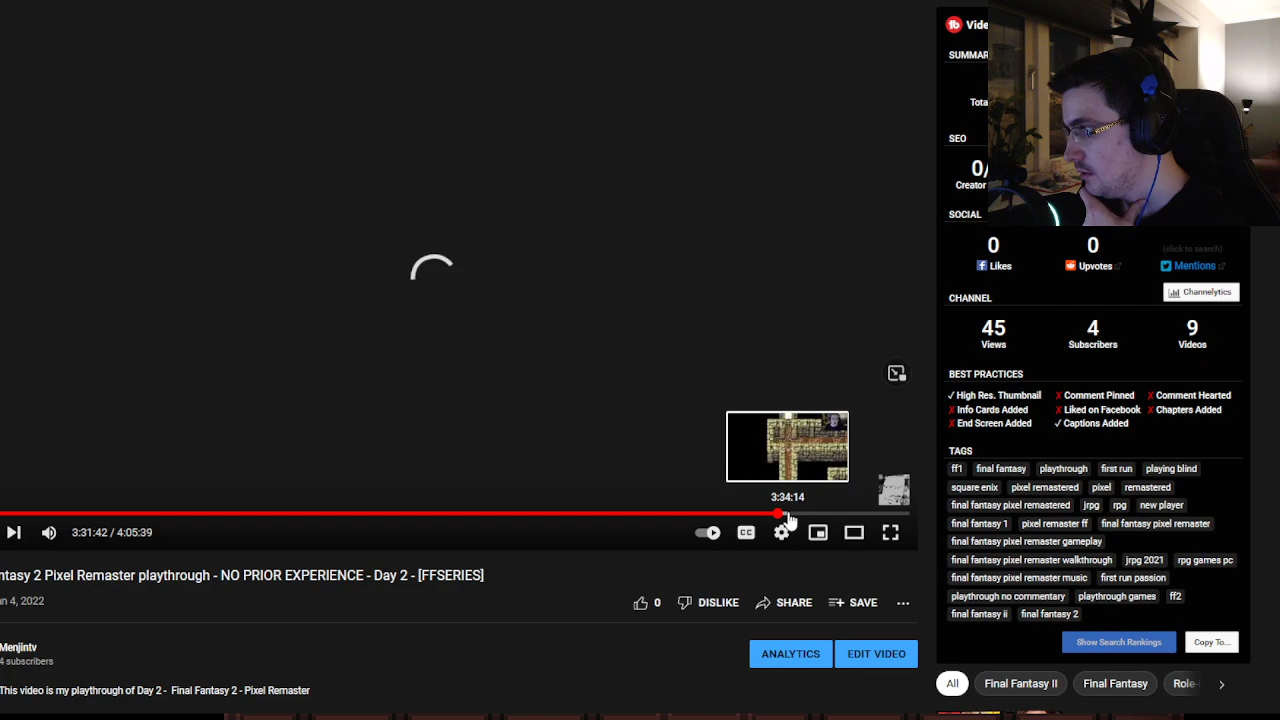 Vide
SUMMAR
Tota
SEO
0/
Creator
SOCIAL
0 0 (click to search)
Likes Upvotes Mentions
Channelytics
CHANNEL
45 4 9
Views Subscribers Videos
BEST PRACTICES
✓ High Res. Thumbnail ✗ Comment Pinned ✗ Comment Hearted
✗ Info Cards Added ✗ Liked on Facebook ✗ Chapters Added
✗ End Screen Added ✓ Captions Added
TAGS
ff1 final fantasy playthrough first run playing blind
square enix pixel remastered pixel remastered
final fantasy pixel remastered jrpg rpg new player
final fantasy 1 pixel remaster ff final fantasy pixel remaster
final fantasy pixel remaster gameplay
final fantasy pixel remaster walkthrough jrpg 2021 rpg games pc
final fantasy pixel remaster music first run passion
playthrough no commentary playthrough games ff2
final fantasy ii final fantasy 2
Show Search Rankings Copy To...
All Final Fantasy II Final Fantasy Role-
3:34:14
3:31:42 / 4:05:39
CC
ntasy 2 Pixel Remaster playthrough - NO PRIOR EXPERIENCE - Day 2 - [FFSERIES]
n 4, 2022
0 DISLIKE SHARE SAVE
Menjintv
4 subscribers
ANALYTICS EDIT VIDEO
This video is my playthrough of Day 2 - Final Fantasy 2 - Pixel Remaster